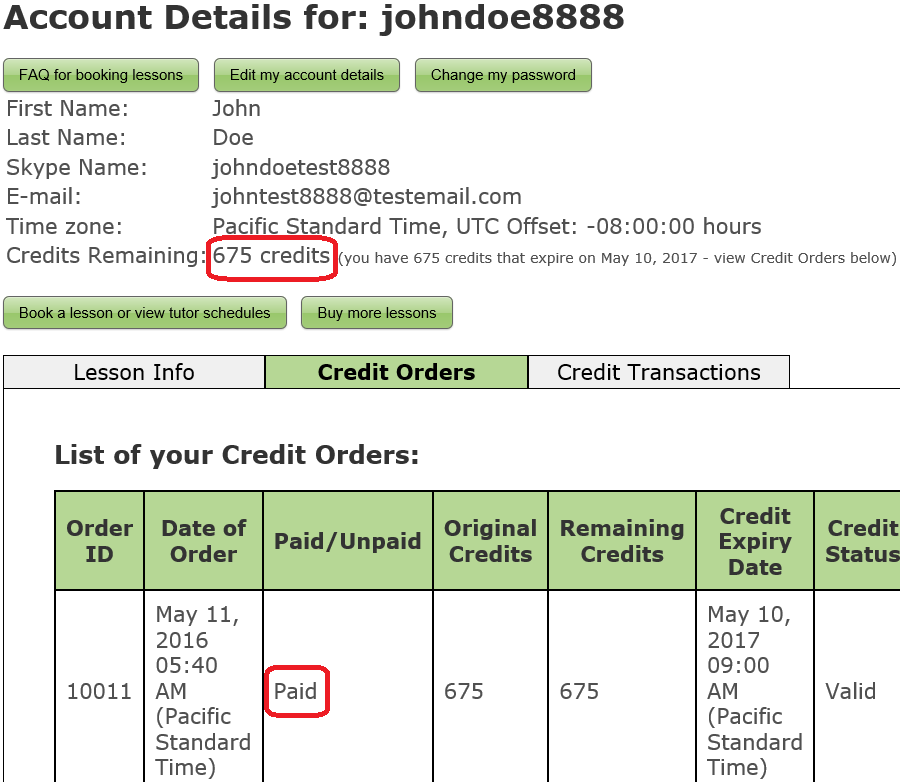 Account Details for: johndoe8888
FAQ for booking lessons Edit my account details Change my password
First Name: John
Last Name: Doe
Skype Name: johndoetest8888
E-mail: johntest8888@testemail.com
Time zone: Pacific Standard Time, UTC Offset: -08:00:00 hours
Credits Remaining: 675 credits (you have 675 credits that expire on May 10, 2017 - view Credit Orders below)
Book a lesson or view tutor schedules Buy more lessons
Lesson Info Credit Orders Credit Transactions
List of your Credit Orders:
Order
ID
Date of
Order
Paid/Unpaid
Original
Credits
Remaining
Credits
Credit
Expiry
Date
Credit
Status
10011
May 11,
2016
05:40
AM
(Pacific
Standard
Time)
Paid
675
675
May 10,
2017
09:00
AM
(Pacific
Standard
Time)
Valid